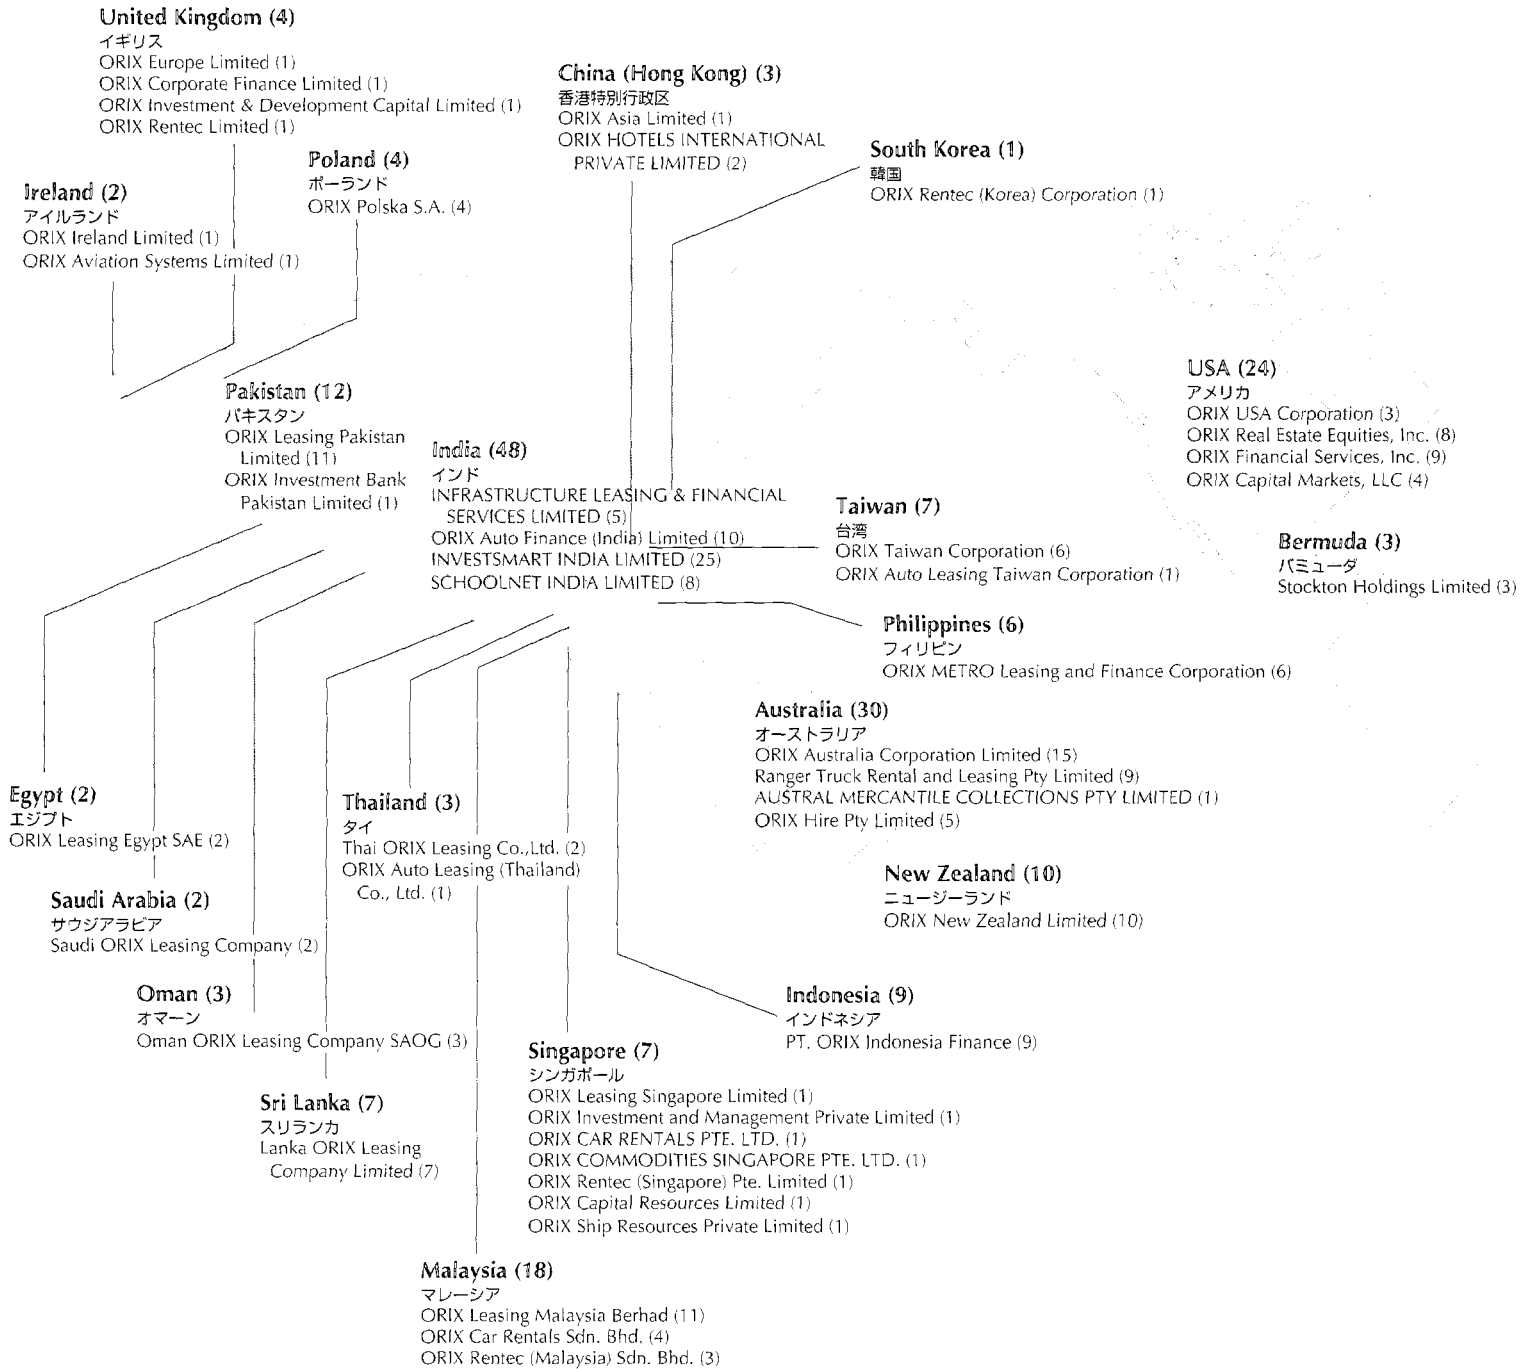 United Kingdom (4)
イギリス
ORIX Europe Limited (1)
ORIX Corporate Finance Limited (1)
ORIX Investment & Development Capital Limited (1)
ORIX Rentec Limited (1)
China (Hong Kong) (3)
香港特別行政区
ORIX Asia Limited (1)
ORIX HOTELS INTERNATIONAL
PRIVATE LIMITED (2)
South Korea (1)
韓国
ORIX Rentec (Korea) Corporation (1)
Poland (4)
ポーランド
ORIX Polska S.A. (4)
Ireland (2)
アイルランド
ORIX Ireland Limited (1)
ORIX Aviation Systems Limited (1)
USA (24)
アメリカ
ORIX USA Corporation (3)
ORIX Real Estate Equities, Inc. (8)
ORIX Financial Services, Inc. (9)
ORIX Capital Markets, LLC (4)
Pakistan (12)
パキスタン
ORIX Leasing Pakistan
Limited (11)
ORIX Investment Bank
Pakistan Limited (1)
India (48)
インド
INFRASTRUCTURE LEASING & FINANCIAL
SERVICES LIMITED (5)
ORIX Auto Finance (India) Limited (10)
INVESTSMART INDIA LIMITED (25)
SCHOOLNET INDIA LIMITED (8)
Taiwan (7)
台湾
ORIX Taiwan Corporation (6)
ORIX Auto Leasing Taiwan Corporation (1)
Bermuda (3)
バミューダ
Stockton Holdings Limited (3)
Philippines (6)
フィリピン
ORIX METRO Leasing and Finance Corporation (6)
Australia (30)
オーストラリア
ORIX Australia Corporation Limited (15)
Ranger Truck Rental and Leasing Pty Limited (9)
AUSTRAL MERCANTILE COLLECTIONS PTY LIMITED (1)
ORIX Hire Pty Limited (5)
Egypt (2)
エジプト
ORIX Leasing Egypt SAE (2)
Thailand (3)
タイ
Thai ORIX Leasing Co.,Ltd. (2)
ORIX Auto Leasing (Thailand)
Co., Ltd. (1)
New Zealand (10)
ニュージーランド
ORIX New Zealand Limited (10)
Saudi Arabia (2)
サウジアラビア
Saudi ORIX Leasing Company (2)
Oman (3)
オマーン
Oman ORIX Leasing Company SAOG (3)
Indonesia (9)
インドネシア
PT. ORIX Indonesia Finance (9)
Singapore (7)
シンガポール
ORIX Leasing Singapore Limited (1)
ORIX Investment and Management Private Limited (1)
ORIX CAR RENTALS PTE. LTD. (1)
ORIX COMMODITIES SINGAPORE PTE. LTD. (1)
ORIX Rentec (Singapore) Pte. Limited (1)
ORIX Capital Resources Limited (1)
ORIX Ship Resources Private Limited (1)
Sri Lanka (7)
スリランカ
Lanka ORIX Leasing
Company Limited (7)
Malaysia (18)
マレーシア
ORIX Leasing Malaysia Berhad (11)
ORIX Car Rentals Sdn. Bhd. (4)
ORIX Rentec (Malaysia) Sdn. Bhd. (3)